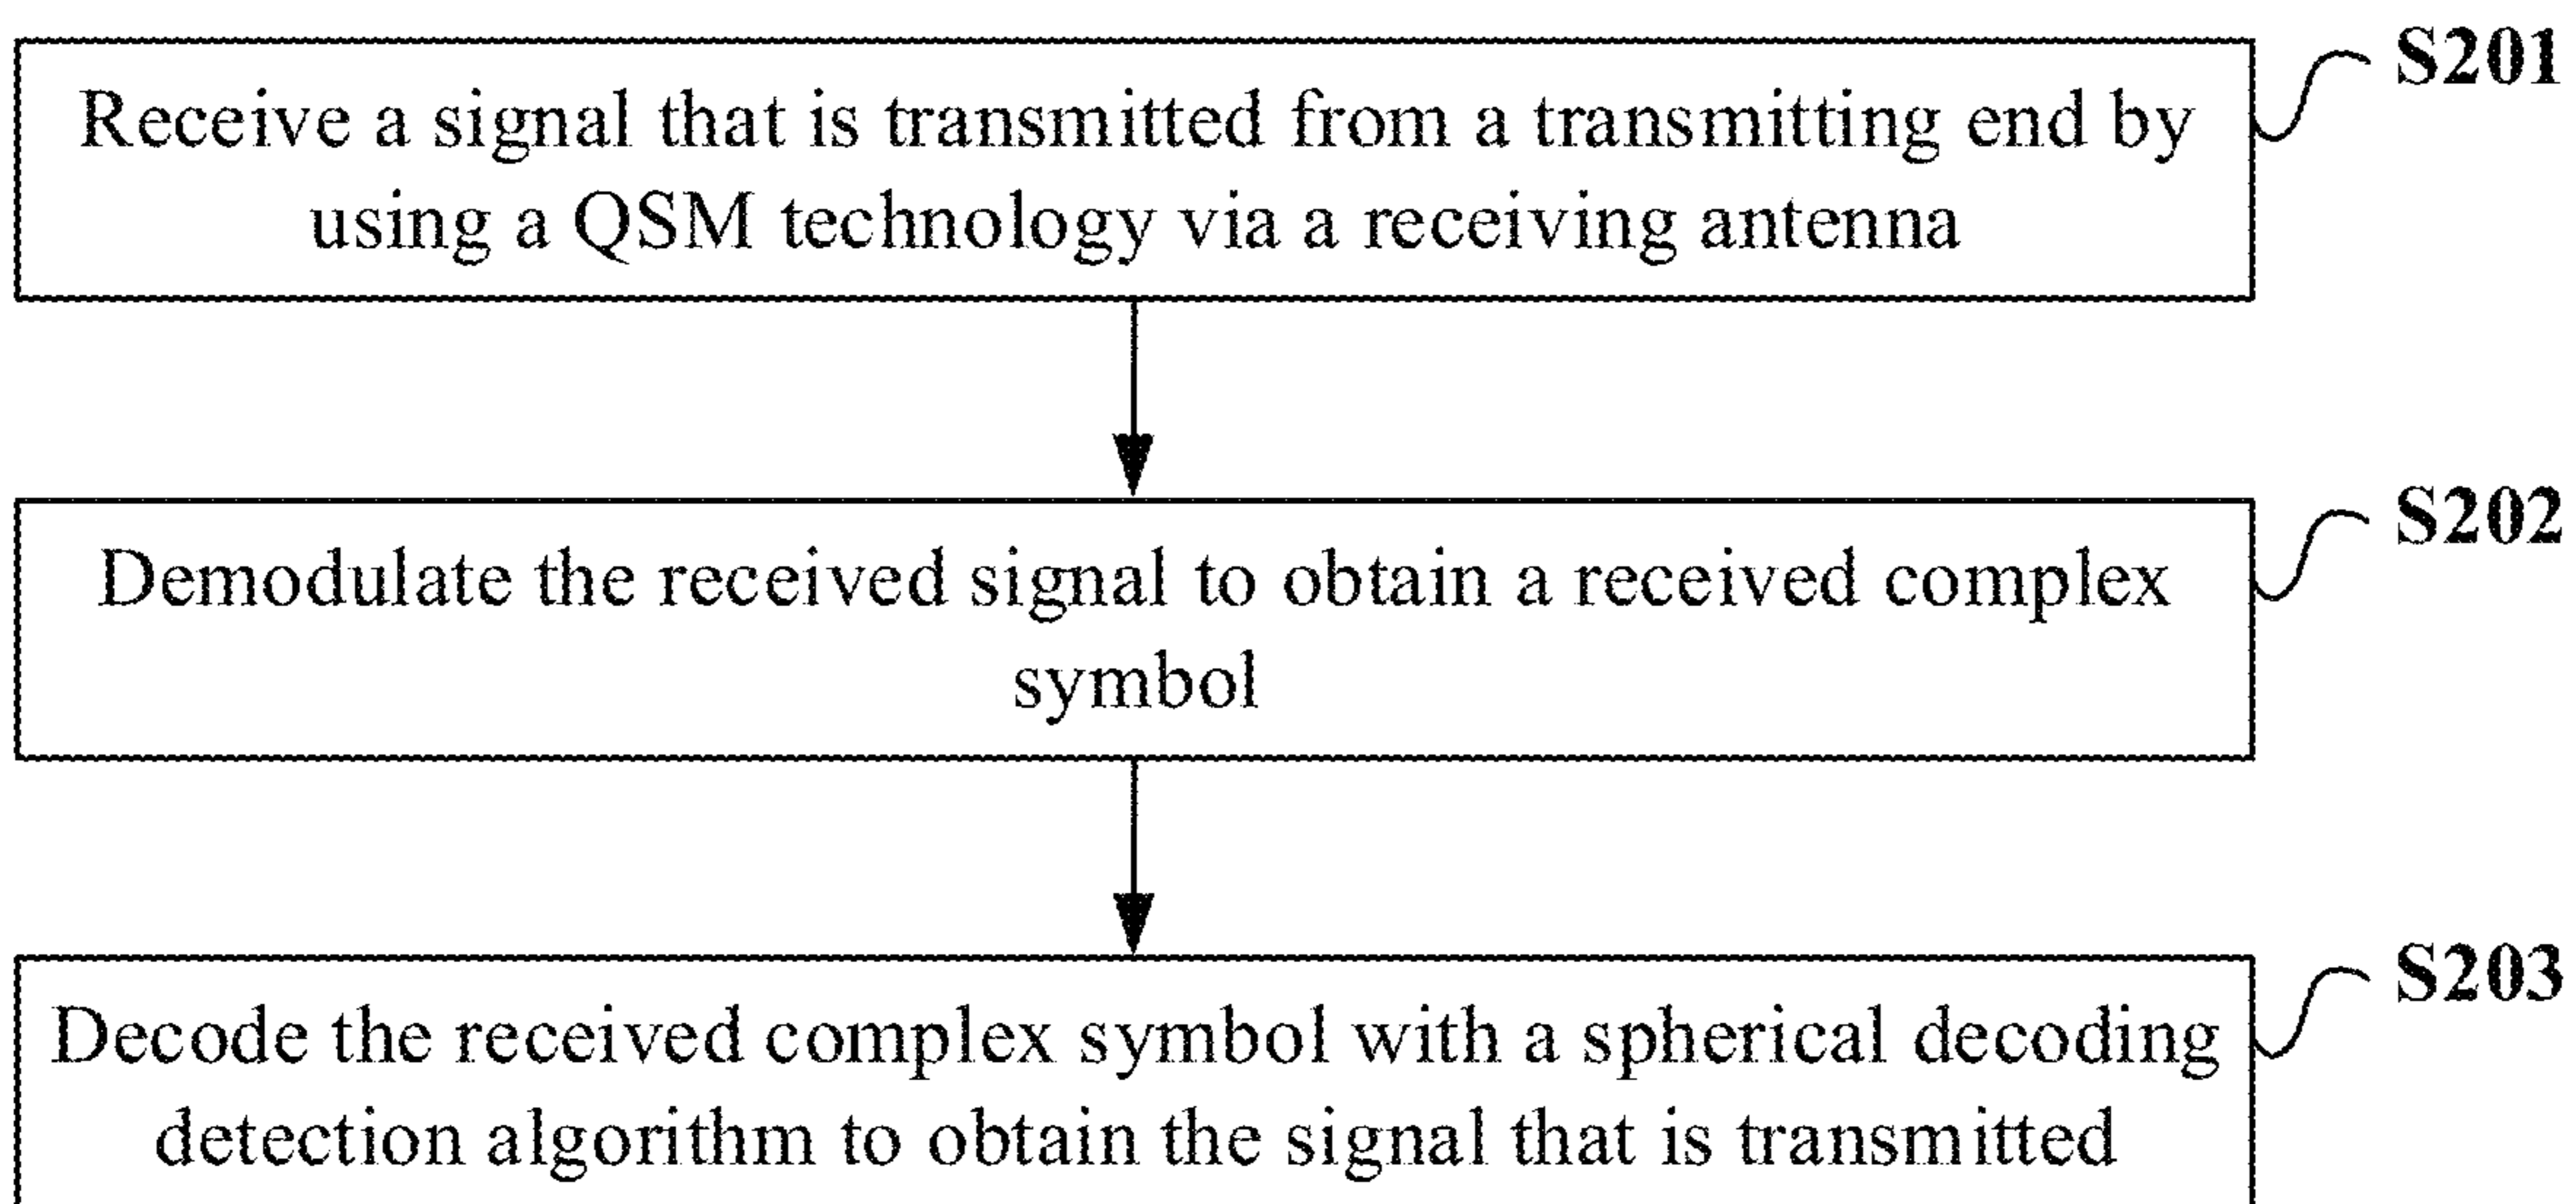 S201
Receive a signal that is transmitted from a transmitting end by
using a QSM technology via a receiving antenna
S202
Demodulate the received signal to obtain a received complex
symbol
S203
Decode the received complex symbol with a spherical decoding
detection algorithm to obtain the signal that is transmitted